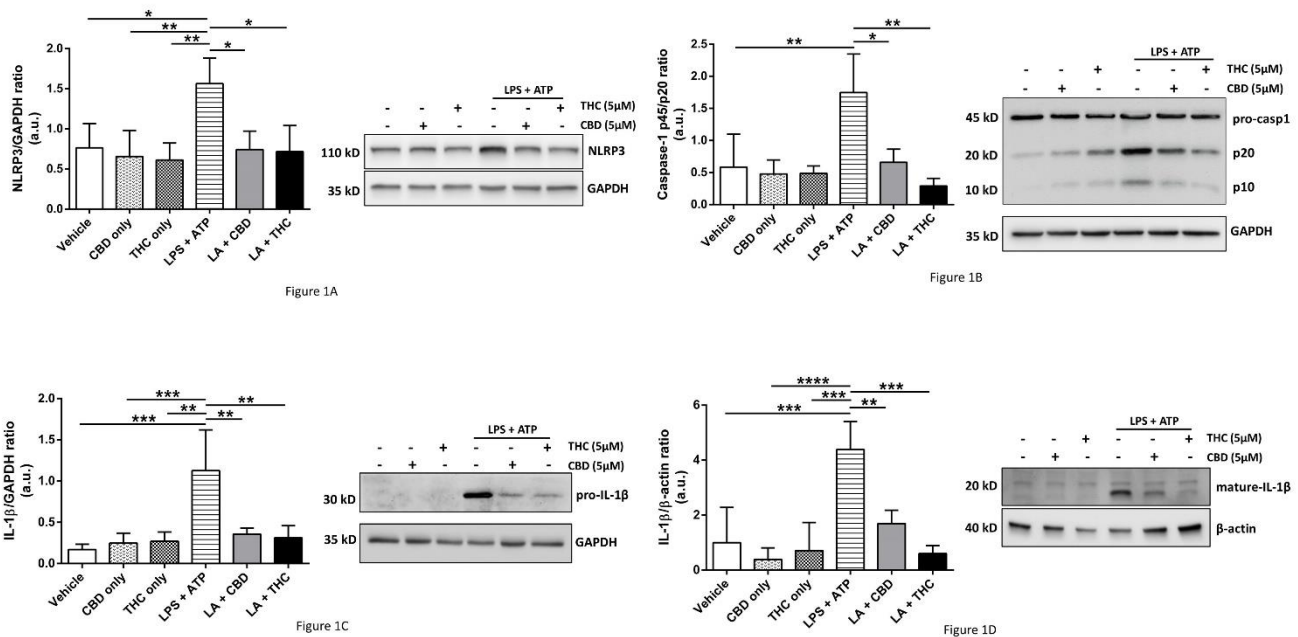 * 
** *
** *
NLRP3/GAPDH ratio
(a.u.)
2.0
1.5
1.0
0.5
0.0
Vehicle
CBD only
THC only
LPS + ATP
LA + CBD
LA + THC
LPS + ATP
- - + - - + THC (5µM)
- + - - + - CBD (5µM)
110 kD NLRP3
35 kD GAPDH
Figure 1A
**
** *
Caspase-1 p45/p20 ratio
(a.u.)
2.5
2.0
1.5
1.0
0.5
0.0
Vehicle
CBD only
THC only
LPS + ATP
LA + CBD
LA + THC
LPS + ATP
- - + - - + THC (5µM)
- + - - + - CBD (5µM)
45 kD pro-casp1
20 kD p20
10 kD p10
35 kD GAPDH
Figure 1B
*** **
** **
***
IL-1β/GAPDH ratio
(a.u.)
2.0
1.5
1.0
0.5
0.0
Vehicle
CBD only
THC only
LPS + ATP
LA + CBD
LA + THC
LPS + ATP
- - + - - + THC (5µM)
- + - - + - CBD (5µM)
30 kD pro-IL-1β
35 kD GAPDH
Figure 1C
**** ***
*** **
***
IL-1β/β-actin ratio
(a.u.)
6
4
2
0
Vehicle
CBD only
THC only
LPS + ATP
LA + CBD
LA + THC
LPS + ATP
- - + - - + THC (5µM)
- + - - + - CBD (5µM)
20 kD mature-IL-1β
40 kD β-actin
Figure 1D